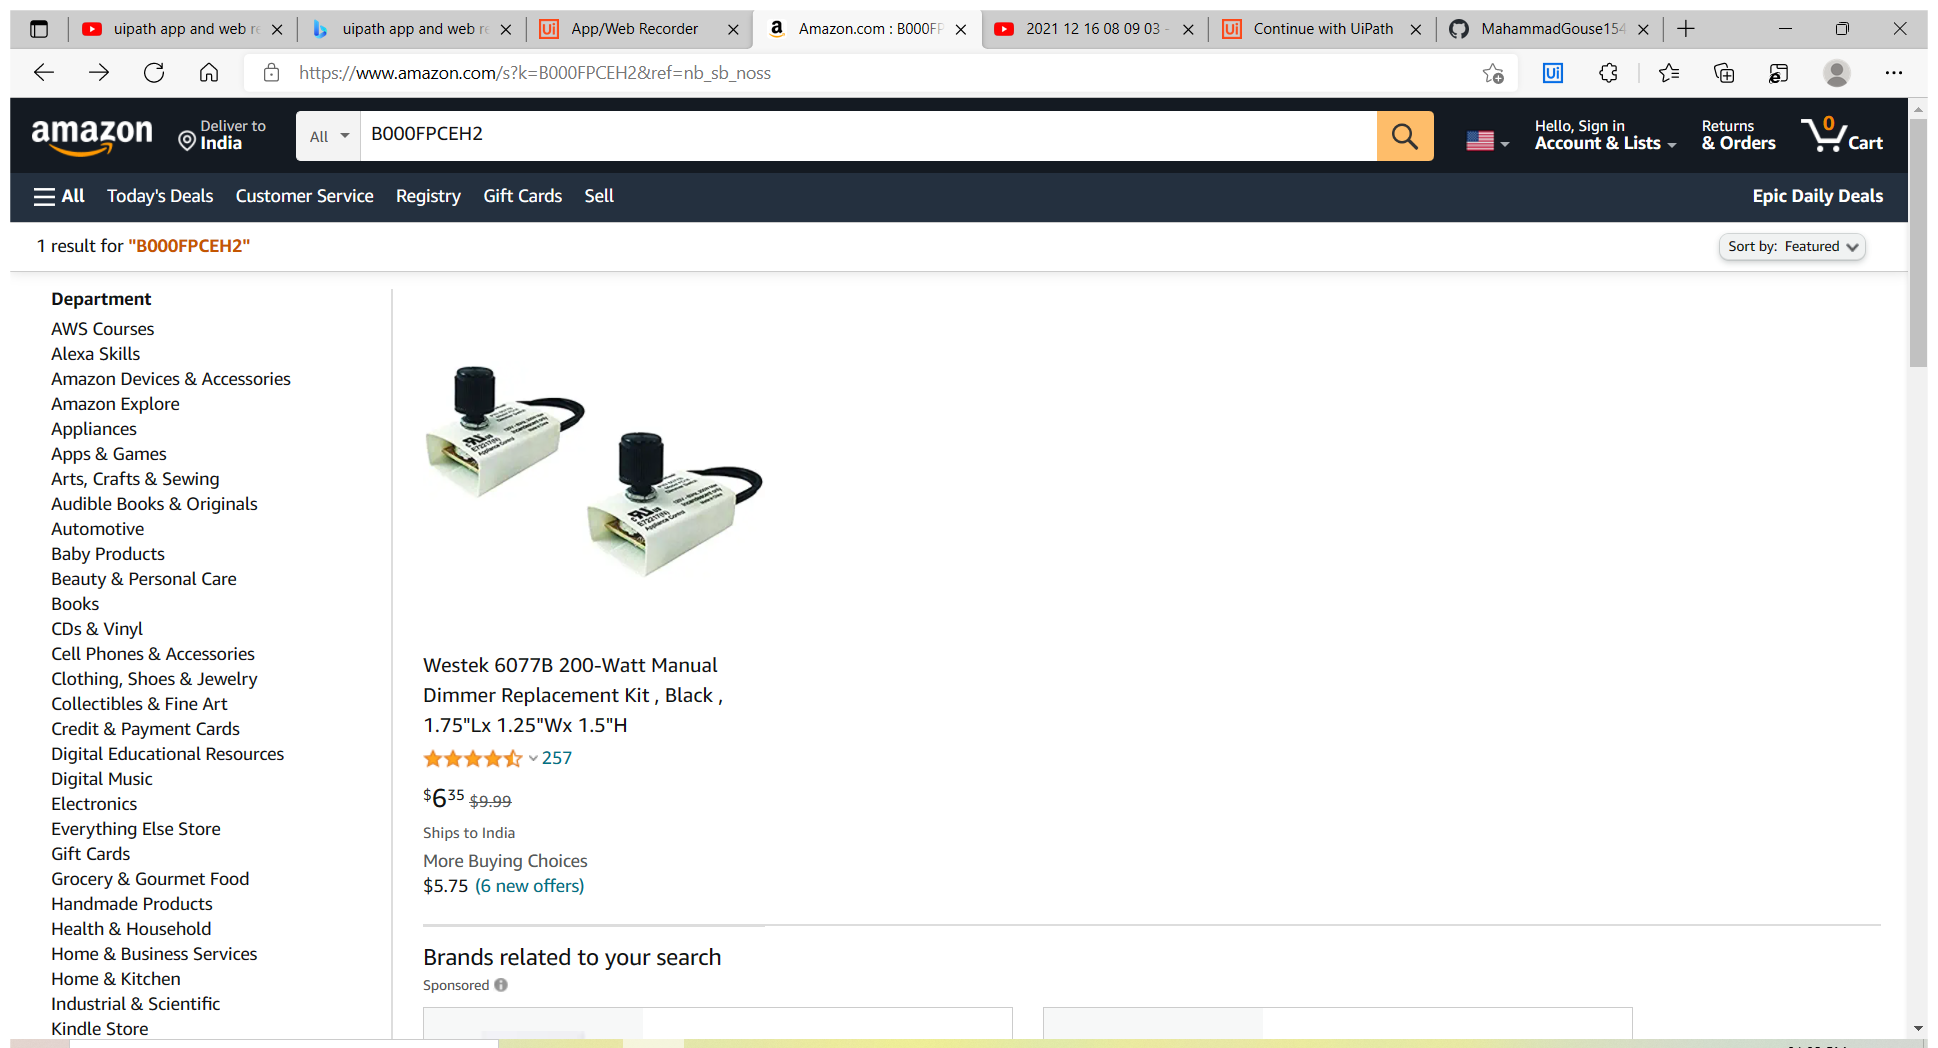 uipath app and web re
uipath app and web re
App/Web Recorder
Amazon.com : B000FP
2021 12 16 08 09 03 -
Continue with UiPath
MahammadGouse154
https://www.amazon.com/s?k=B000FPCEH2&ref=nb_sb_noss
amazon
Deliver to
India
All
B000FPCEH2
Hello, Sign in
Account & Lists
Returns
& Orders
0
Cart
All
Today's Deals
Customer Service
Registry
Gift Cards
Sell
Epic Daily Deals
1 result for "B000FPCEH2"
Sort by: Featured
Department
AWS Courses
Alexa Skills
Amazon Devices & Accessories
Amazon Explore
Appliances
Apps & Games
Arts, Crafts & Sewing
Audible Books & Originals
Automotive
Baby Products
Beauty & Personal Care
Books
CDs & Vinyl
Cell Phones & Accessories
Clothing, Shoes & Jewelry
Collectibles & Fine Art
Credit & Payment Cards
Digital Educational Resources
Digital Music
Electronics
Everything Else Store
Gift Cards
Grocery & Gourmet Food
Handmade Products
Health & Household
Home & Business Services
Home & Kitchen
Industrial & Scientific
Kindle Store
Westek 6077B 200-Watt Manual
Dimmer Replacement Kit , Black ,
1.75"Lx 1.25"Wx 1.5"H
257
$6 35 $9.99
Ships to India
More Buying Choices
$5.75 (6 new offers)
Brands related to your search
Sponsored